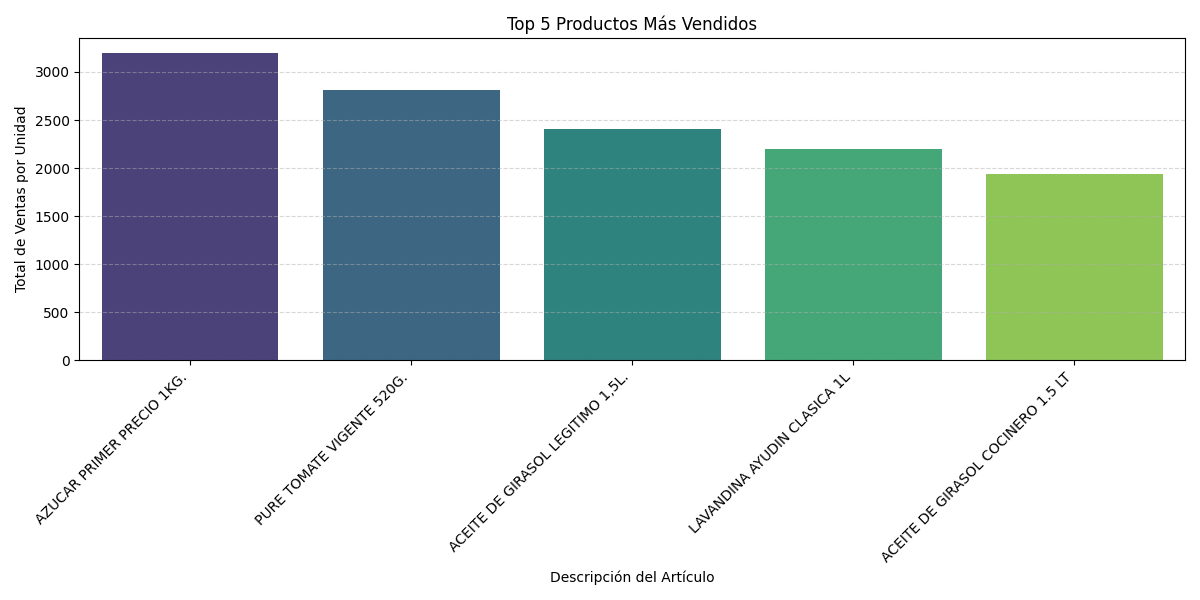 Top 5 Productos Más Vendidos
Total de Ventas por Unidad
3000
2500
2000
1500
1000
500
0
AZUCAR PRIMER PRECIO 1KG.
PURE TOMATE VIGENTE 520G.
ACEITE DE GIRASOL LEGITIMO 1,5L.
LAVANDINA AYUDIN CLASICA 1L
ACEITE DE GIRASOL COCINERO 1.5 LT
Descripción del Artículo